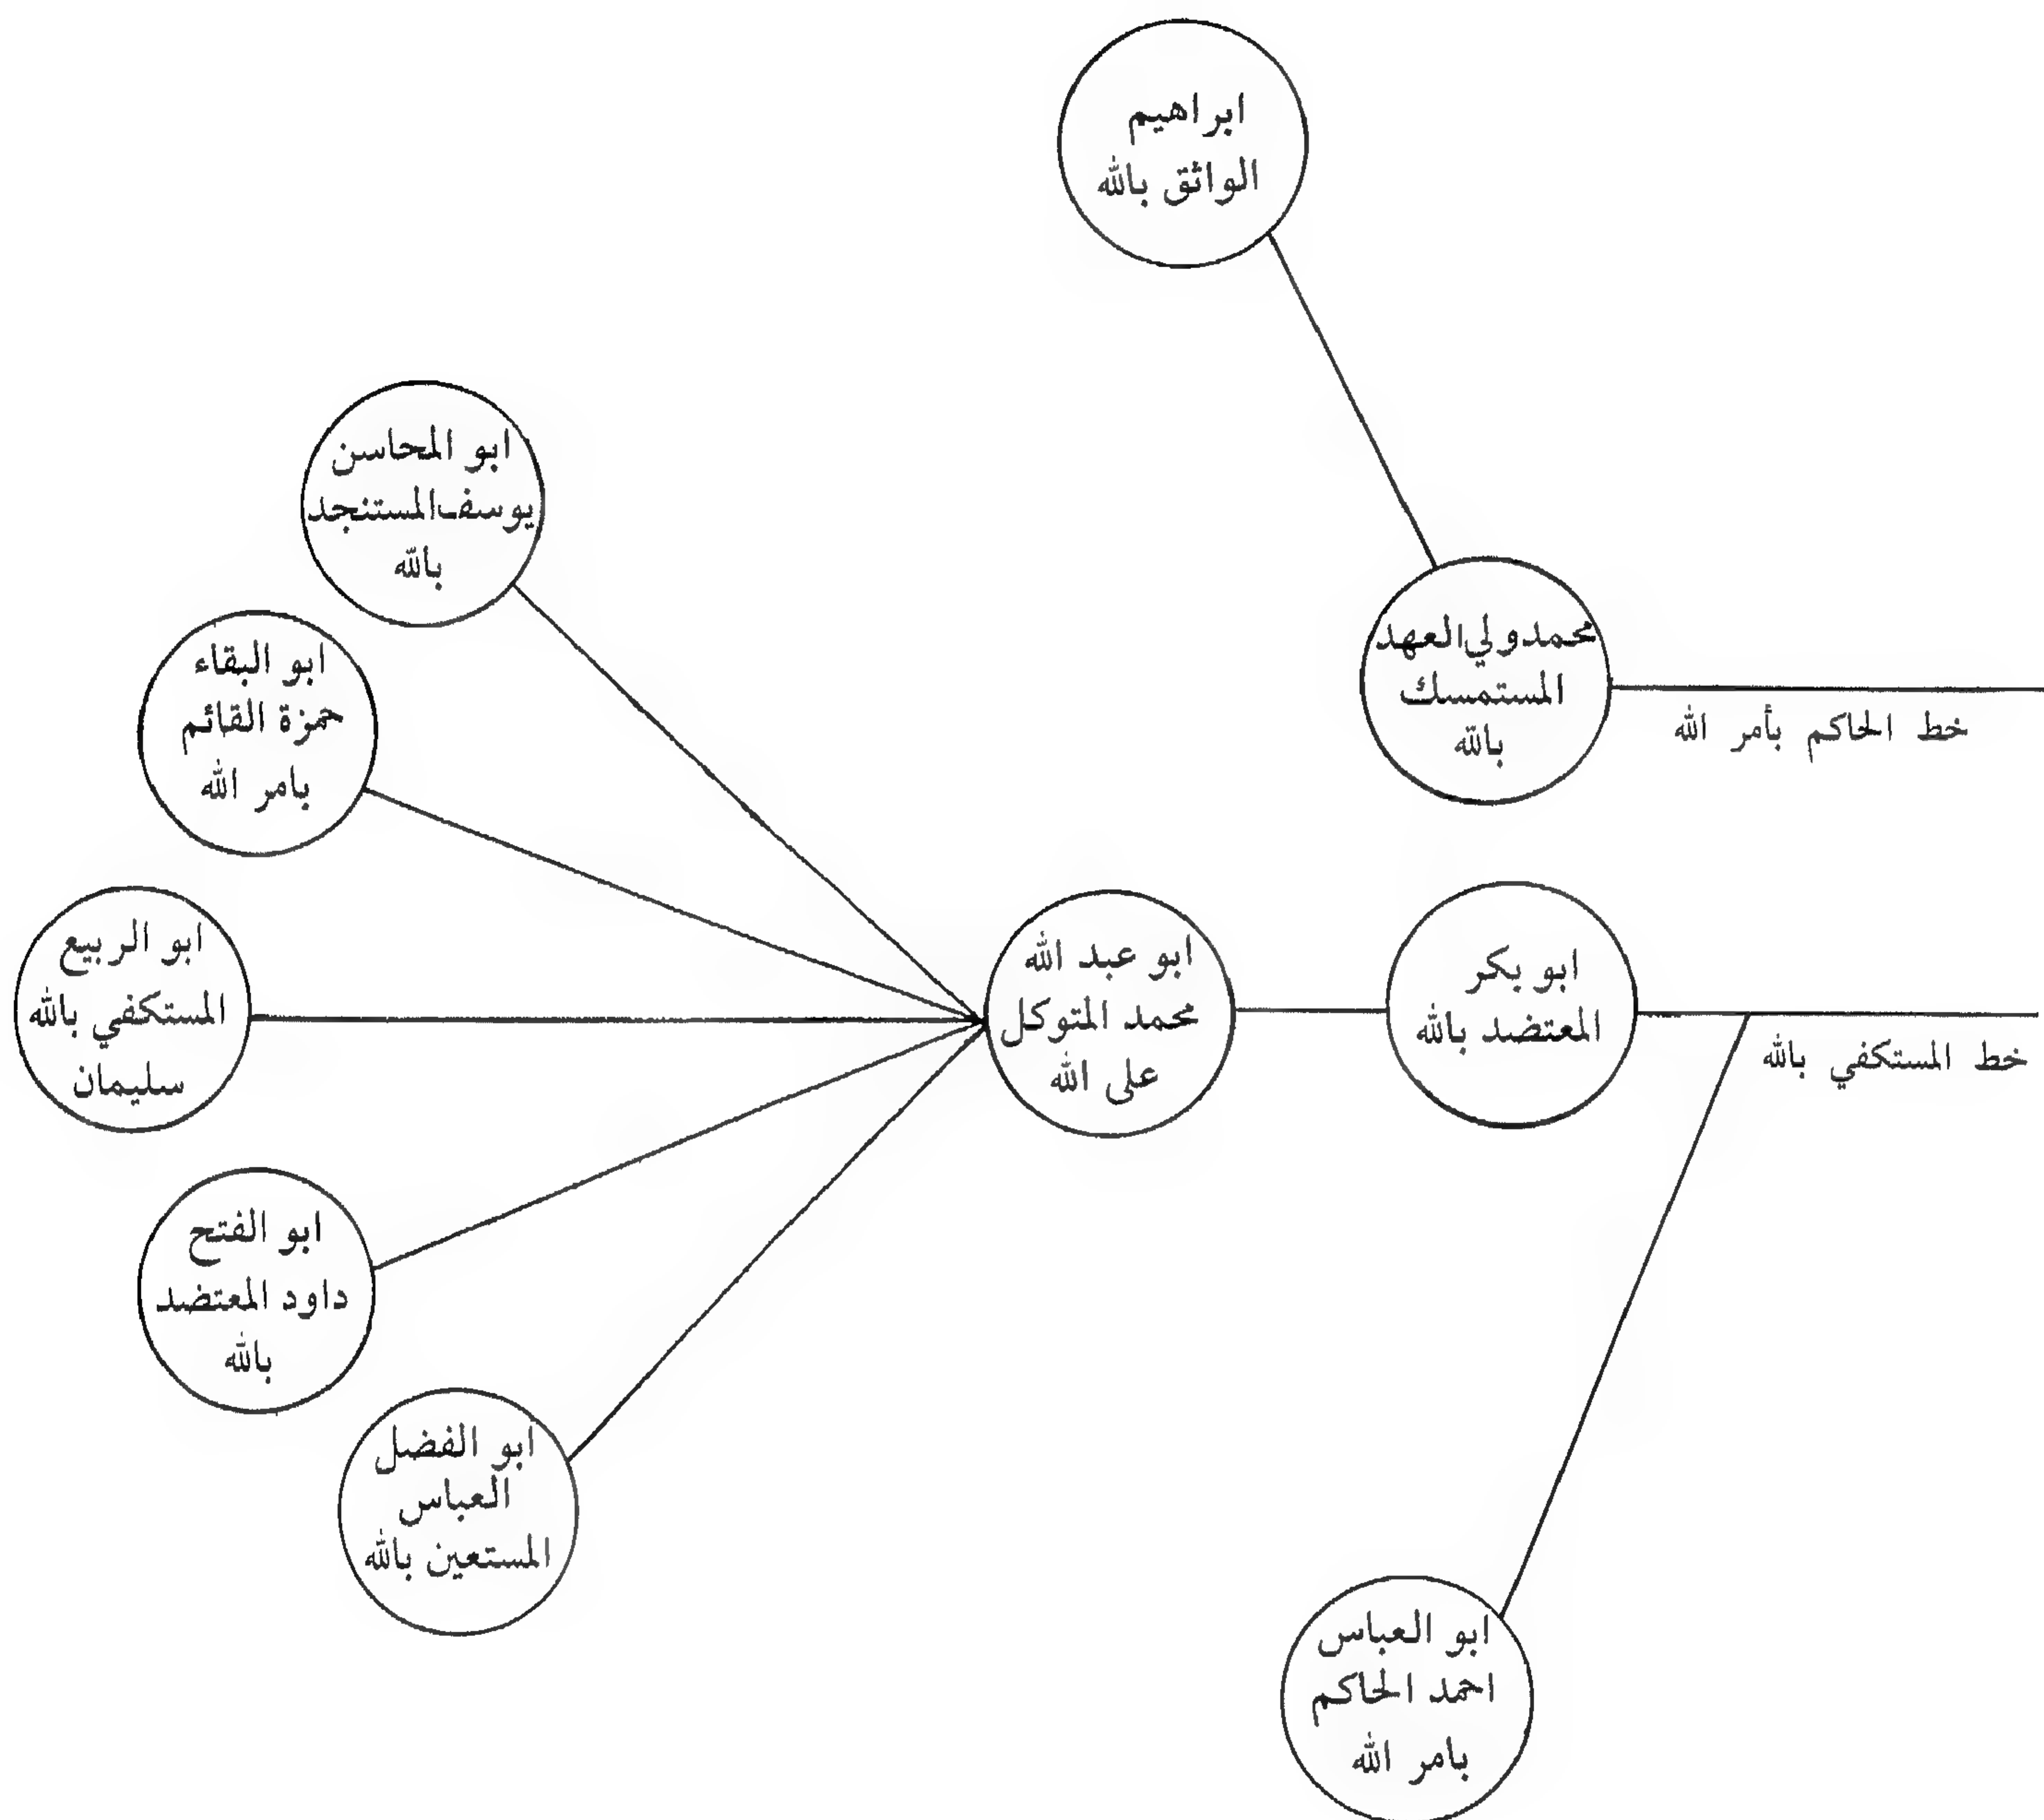 ابراهيم
الواثق بالله
محمد ولي العهد
المستمسك
بالله
خط الحاكم بأمر الله
ابو المحاسن
يوسف المستنجد
بالله
ابو البقاء
حمزة القائم
بامر الله
ابو الربيع
المستكفي بالله
سليمان
ابو الفتح
داود المعتضد
بالله
ابو الفضل
العباس
المستعين بالله
ابو عبد الله
محمد المتوكل
على الله
ابو بكر
المعتضد بالله
خط المستكفي بالله
ابو العباس
احمد الحاكم
بامر الله